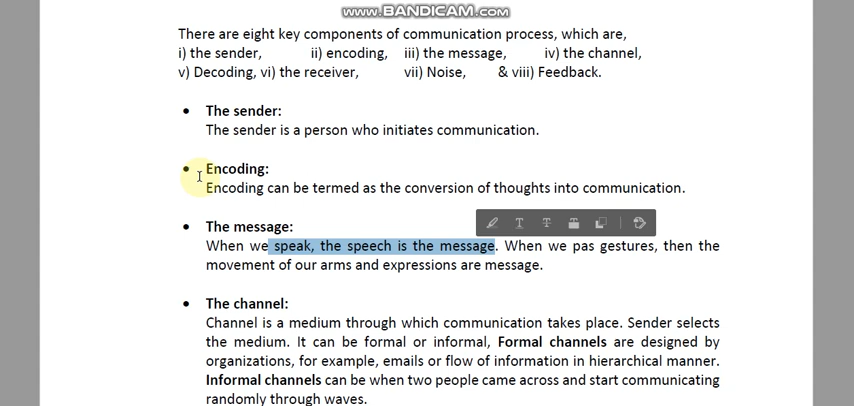 www.BANDICAM.com
There are eight key components of communication process, which are,
i) the sender, ii) encoding, iii) the message, iv) the channel,
v) Decoding, vi) the receiver, vii) Noise, & viii) Feedback.
• The sender:
The sender is a person who initiates communication.
• Encoding:
Encoding can be termed as the conversion of thoughts into communication.
• The message:
When we speak, the speech is the message. When we pas gestures, then the
movement of our arms and expressions are message.
• The channel:
Channel is a medium through which communication takes place. Sender selects
the medium. It can be formal or informal, Formal channels are designed by
organizations, for example, emails or flow of information in hierarchical manner.
Informal channels can be when two people came across and start communicating
randomly through waves.